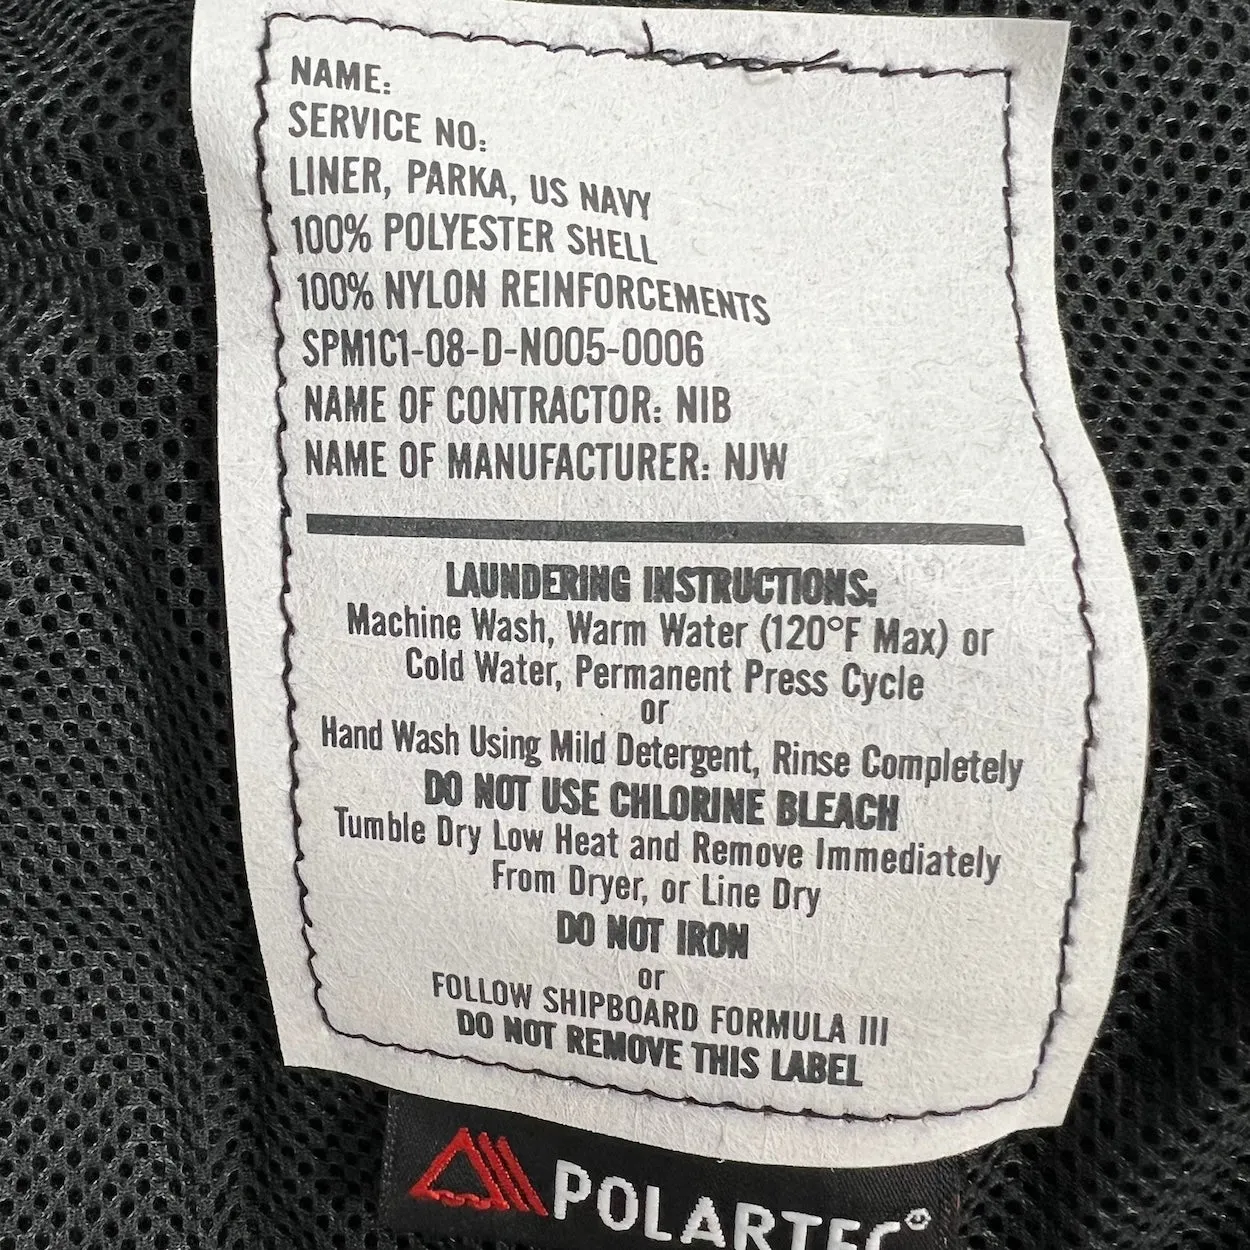 NAME:
SERVICE NO:
LINER, PARKA, US NAVY
100% POLYESTER SHELL
100% NYLON REINFORCEMENTS
SPM1C1-08-D-N005-0006
NAME OF CONTRACTOR: NIB
NAME OF MANUFACTURER: NJW
LAUNDERING INSTRUCTIONS:
Machine Wash, Warm Water (120°F Max) or
Cold Water, Permanent Press Cycle
or
Hand Wash Using Mild Detergent, Rinse Completely
DO NOT USE CHLORINE BLEACH
Tumble Dry Low Heat and Remove Immediately
From Dryer, or Line Dry
DO NOT IRON
or
FOLLOW SHIPBOARD FORMULA III
DO NOT REMOVE THIS LABEL
POLARTEC®